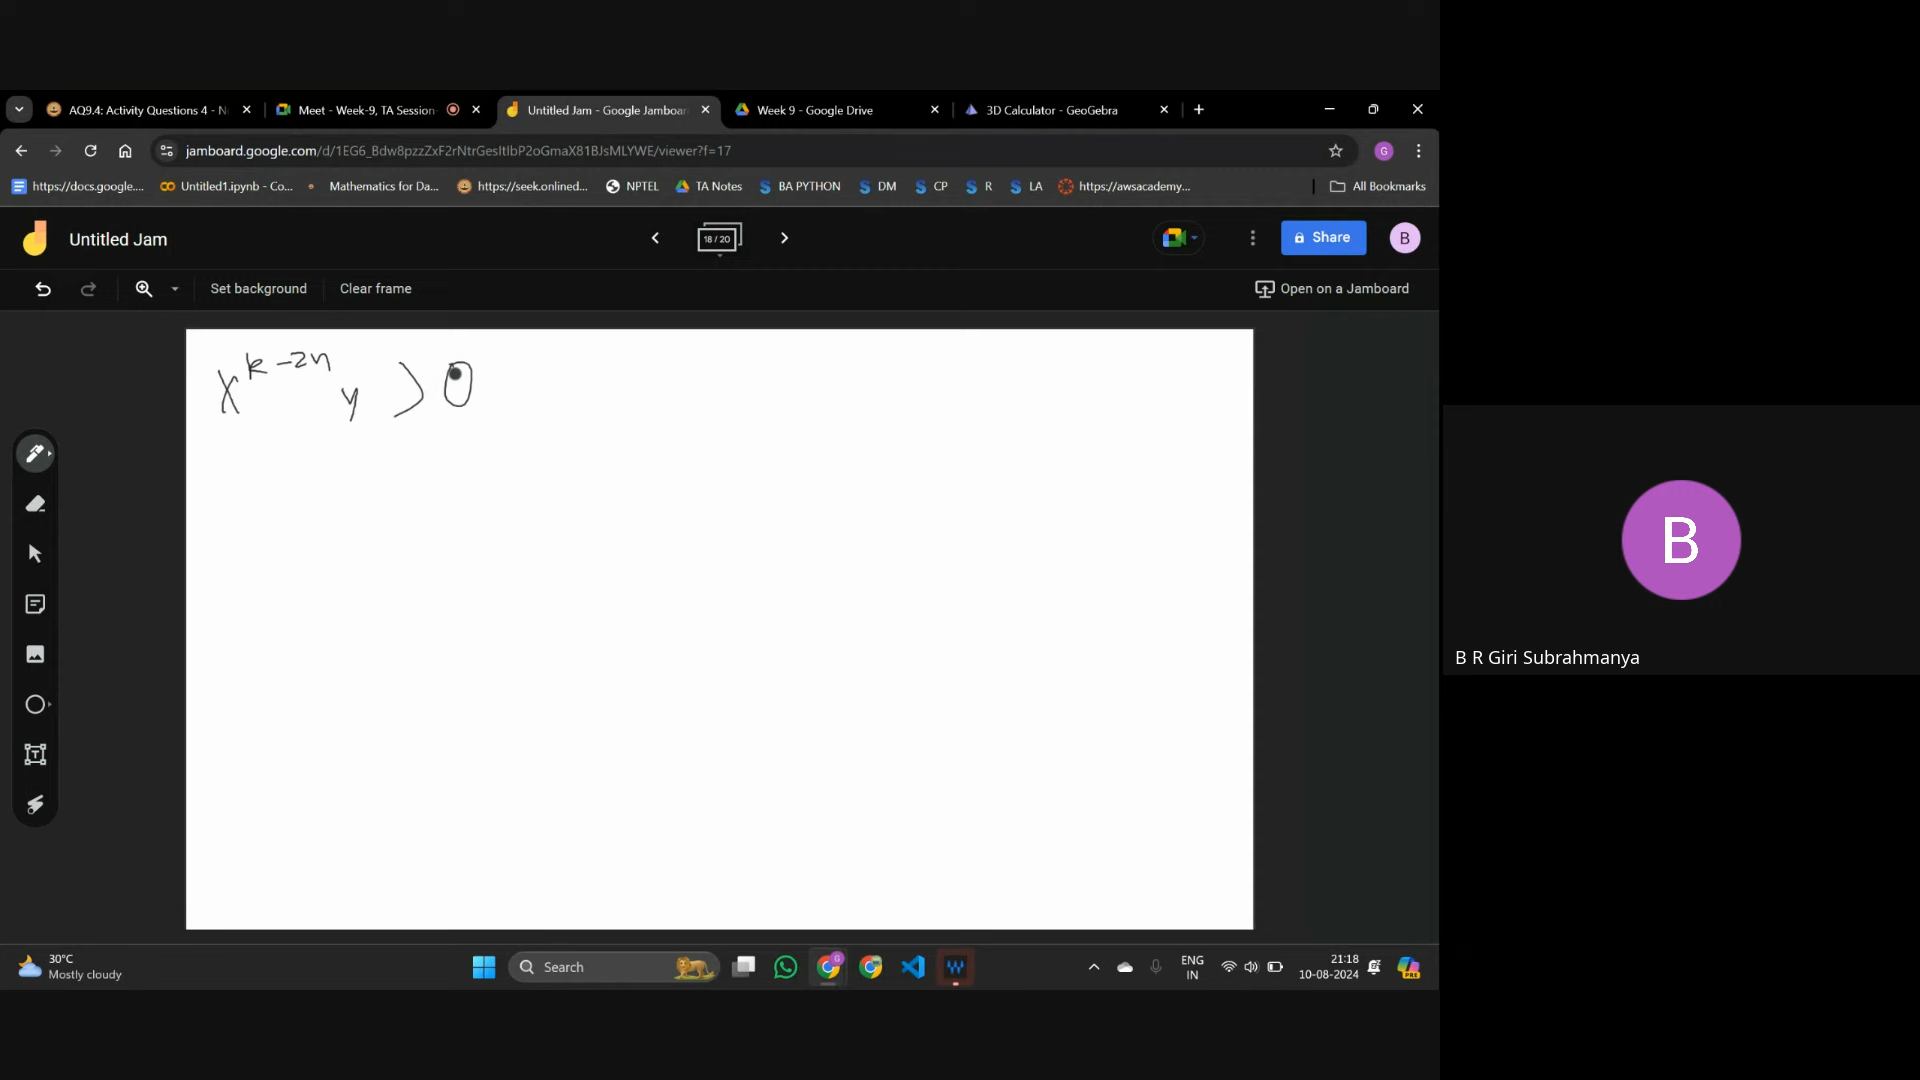 AQ9.4: Activity Questions 4 - N
Meet - Week-9, TA Session
Untitled Jam - Google Jamboar
Week 9 - Google Drive
3D Calculator - GeoGebra
jamboard.google.com/d/1EG6_Bdw8pzzZxF2rNtrGesItIbP2oGmaX81BJsMLYWE/viewer?f=17
G
https://docs.google....
Untitled1.ipynb - Co...
Mathematics for Da...
https://seek.onlined...
NPTEL
TA Notes
BA PYTHON
DM
CP
R
LA
https://awsacademy...
All Bookmarks
Untitled Jam
18 / 20
Share
B
Set background
Clear frame
Open on a Jamboard
x^{k-2n} y > 0
B
B R Giri Subrahmanya
30°C
Mostly cloudy
Search
ENG
IN
21:18
10-08-2024